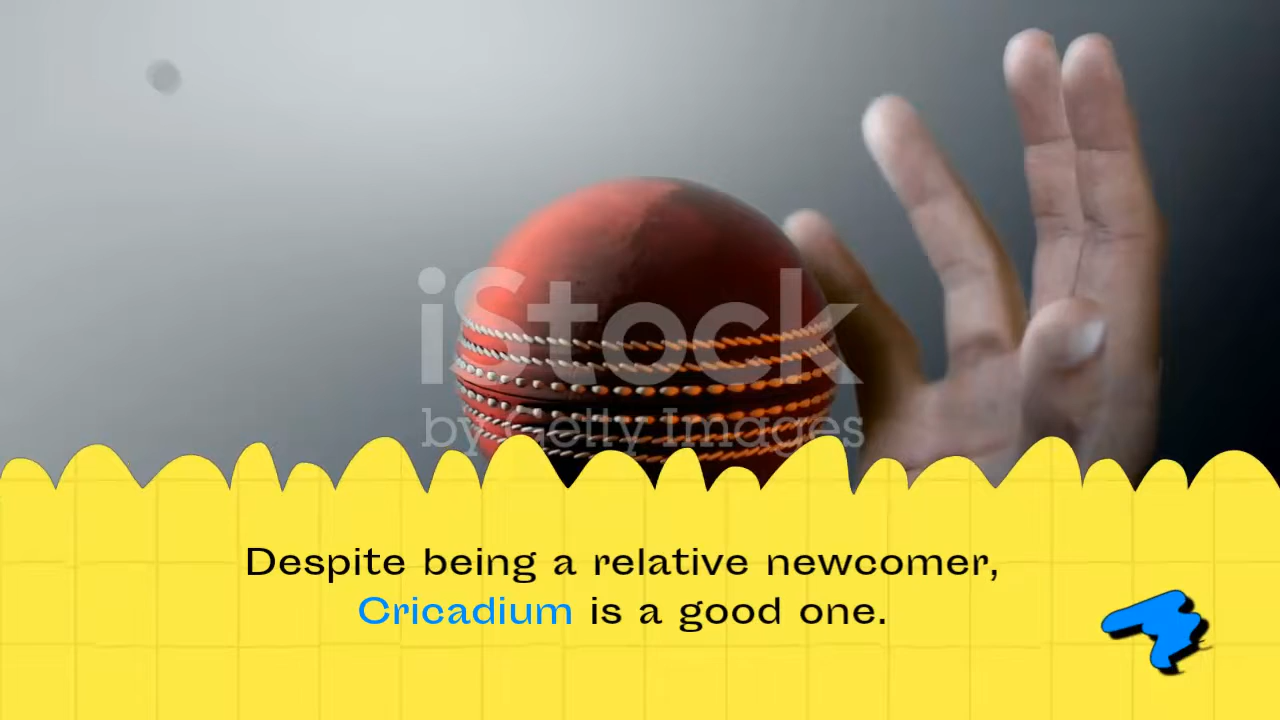 iStock
by Getty Images
Despite being a relative newcomer,
Cricadium is a good one.